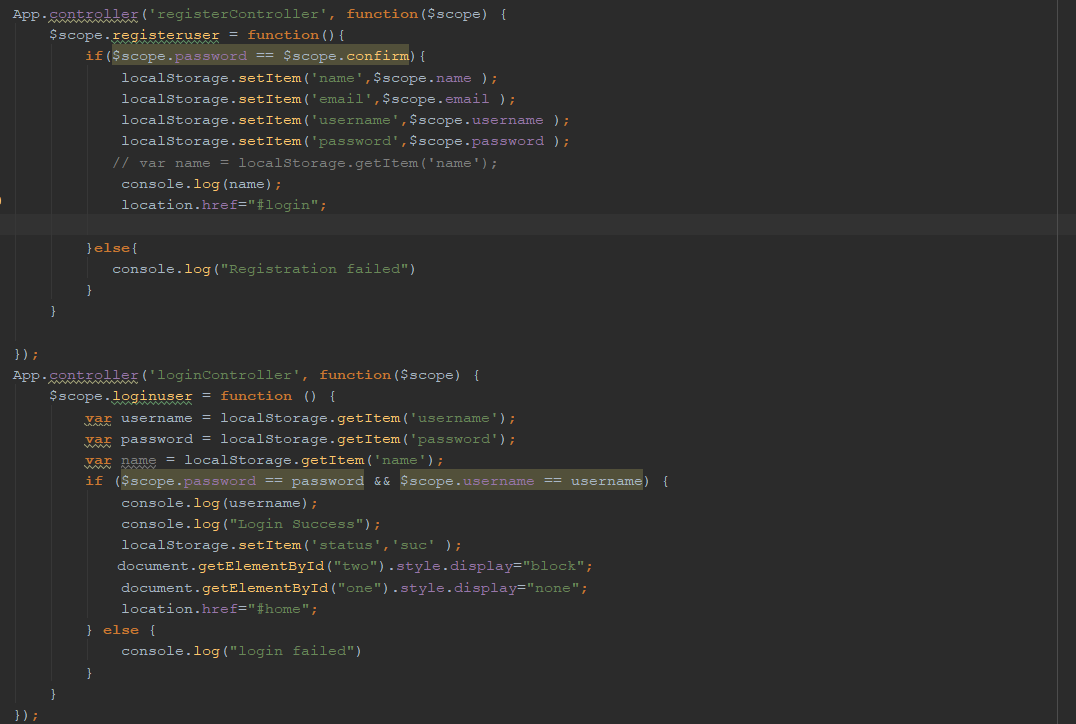 App.controller('registerController', function($scope) {
    $scope.registeruser = function(){
        if($scope.password == $scope.confirm){
            localStorage.setItem('name',$scope.name );
            localStorage.setItem('email',$scope.email );
            localStorage.setItem('username',$scope.username );
            localStorage.setItem('password',$scope.password );
           // var name = localStorage.getItem('name');
            console.log(name);
            location.href="#login";
        }else{
           console.log("Registration failed")
        }
    }
});
App.controller('loginController', function($scope) {
    $scope.loginuser = function () {
        var username = localStorage.getItem('username');
        var password = localStorage.getItem('password');
        var name = localStorage.getItem('name');
        if ($scope.password == password && $scope.username == username) {
            console.log(username);
            console.log("Login Success");
            localStorage.setItem('status','suc' );
            document.getElementById("two").style.display="block";
            document.getElementById("one").style.display="none";
            location.href="#home";
        } else {
            console.log("login failed")
        }
    }
});